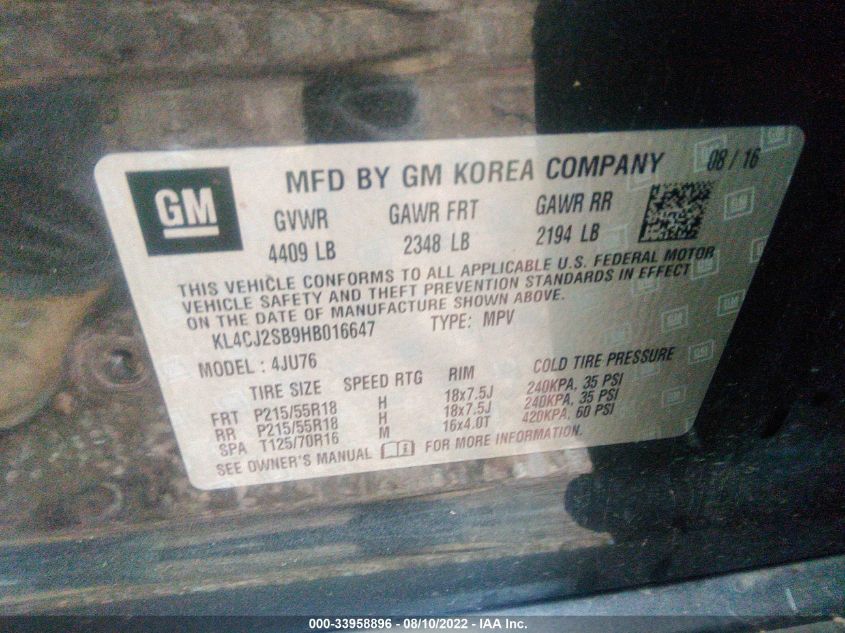 GM
MFD BY GM KOREA COMPANY 08/16
GVWR GAWR FRT GAWR RR
4409 LB 2348 LB 2194 LB
THIS VEHICLE CONFORMS TO ALL APPLICABLE U.S. FEDERAL MOTOR
VEHICLE SAFETY AND THEFT PREVENTION STANDARDS IN EFFECT
ON THE DATE OF MANUFACTURE SHOWN ABOVE.
KL4CJ2SB9HB016647 TYPE: MPV
MODEL : 4JU76
TIRE SIZE SPEED RTG RIM COLD TIRE PRESSURE
FRT P215/55R18 H 18x7.5J 240KPA, 35 PSI
RR P215/55R18 H 18x7.5J 240KPA, 35 PSI
SPA T125/70R16 M 16x4.0T 420KPA, 60 PSI
SEE OWNER'S MANUAL FOR MORE INFORMATION.
000-33958896 - 08/10/2022 - IAA Inc.